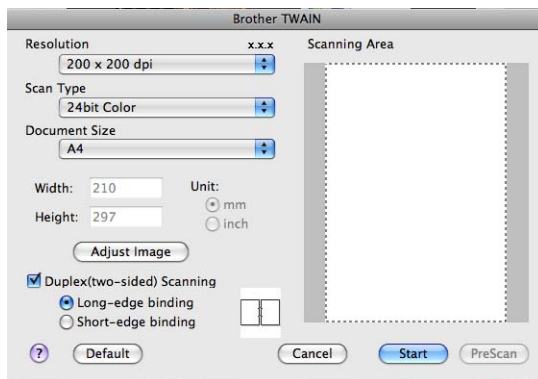 Brother TWAIN
Resolution x.x.x
200 x 200 dpi
Scan Type
24bit Color
Document Size
A4
Width: 210
Height: 297
Unit:
mm
inch
Adjust Image
Duplex(two-sided) Scanning
Long-edge binding
Short-edge binding
Scanning Area
? Default Cancel Start PreScan